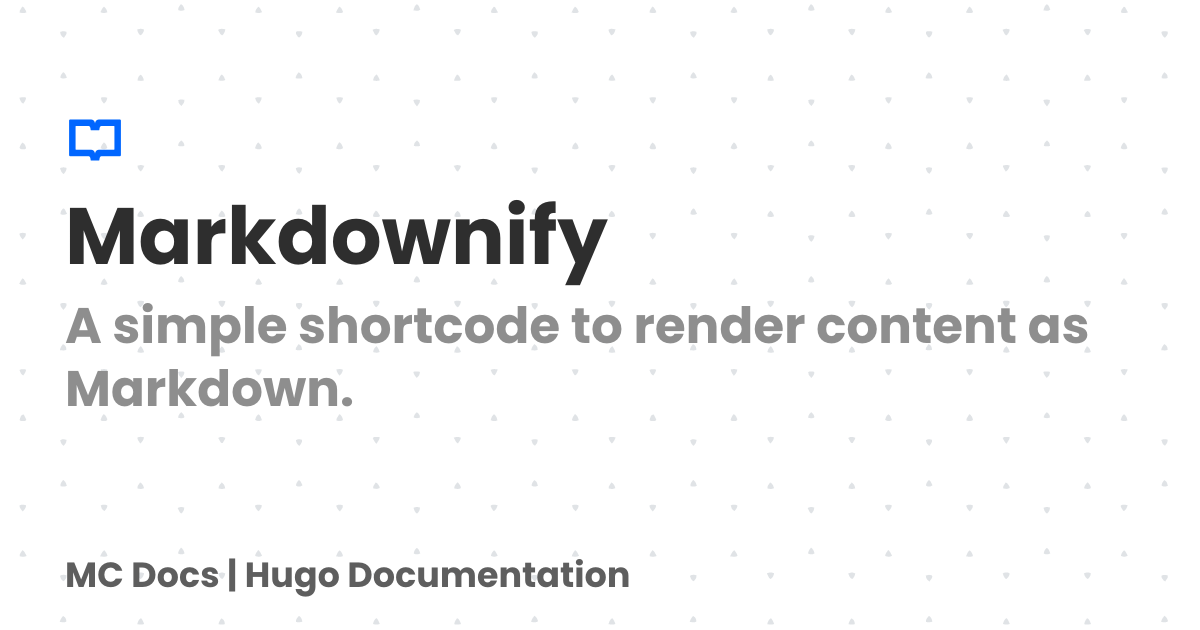 Markdownify
A simple shortcode to render content as
Markdown.
MC Docs | Hugo Documentation